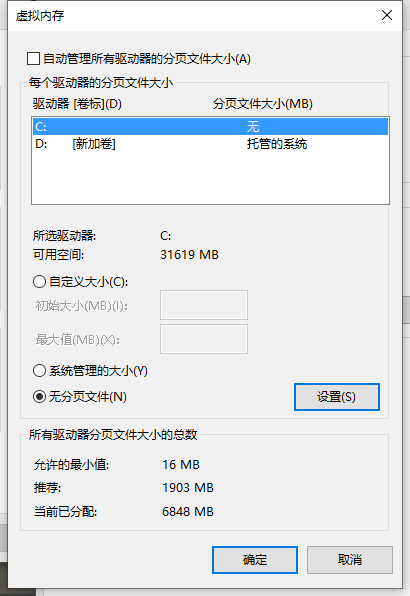 虚拟内存
自动管理所有驱动器的分页文件大小(A)
每个驱动器的分页文件大小
驱动器 [卷标](D) 分页文件大小(MB)
C: 无
D: [新加卷] 托管的系统
所选驱动器: C:
可用空间: 31619 MB
自定义大小(C):
初始大小(MB)(I):
最大值(MB)(X):
系统管理的大小(Y)
无分页文件(N)
设置(S)
所有驱动器分页文件大小的总数
允许的最小值: 16 MB
推荐: 1903 MB
当前已分配: 6848 MB
确定 取消